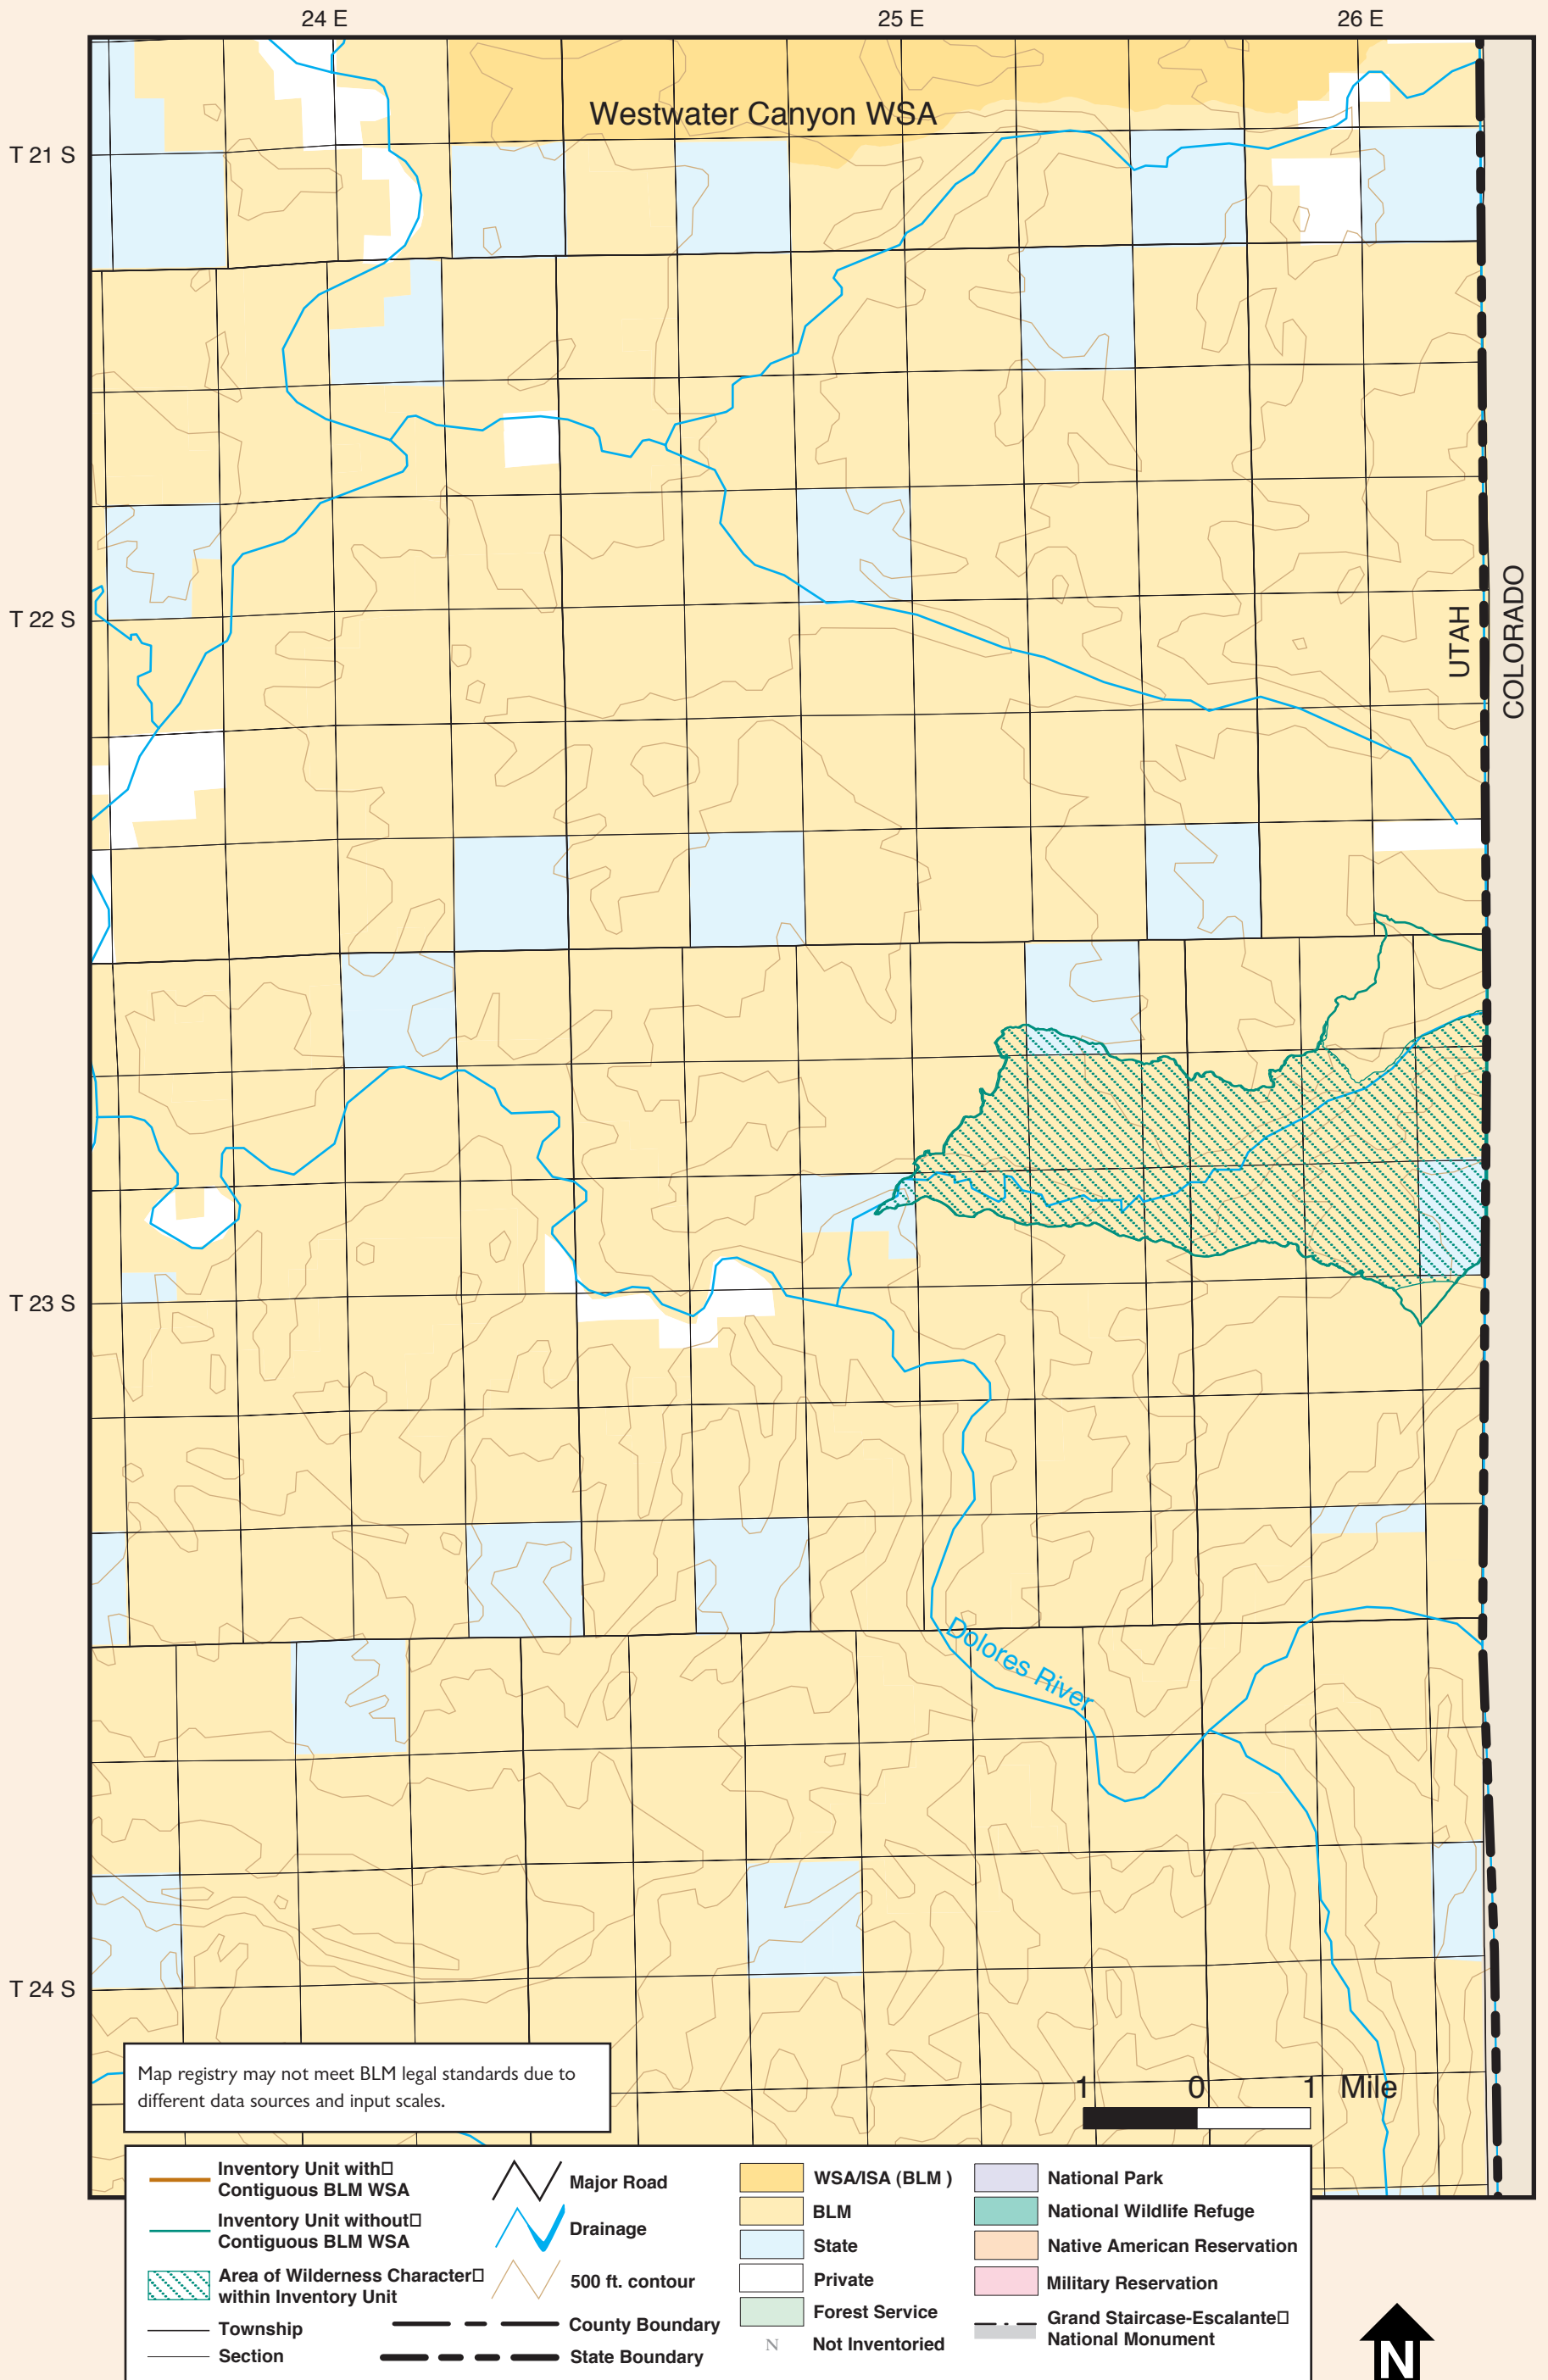 24 E
25 E
26 E
Westwater Canyon WSA
T 21 S
T 22 S
UTAH
COLORADO
T 23 S
Dolores River
T 24 S
Map registry may not meet BLM legal standards due to
different data sources and input scales.
1 0 1 Mile
Inventory Unit with□
Contiguous BLM WSA
Inventory Unit without□
Contiguous BLM WSA
Area of Wilderness Character□
within Inventory Unit
Township
Section
Major Road
Drainage
500 ft. contour
County Boundary
State Boundary
WSA/ISA (BLM )
BLM
State
Private
Forest Service
N Not Inventoried
National Park
National Wildlife Refuge
Native American Reservation
Military Reservation
Grand Staircase-Escalante□
National Monument
N